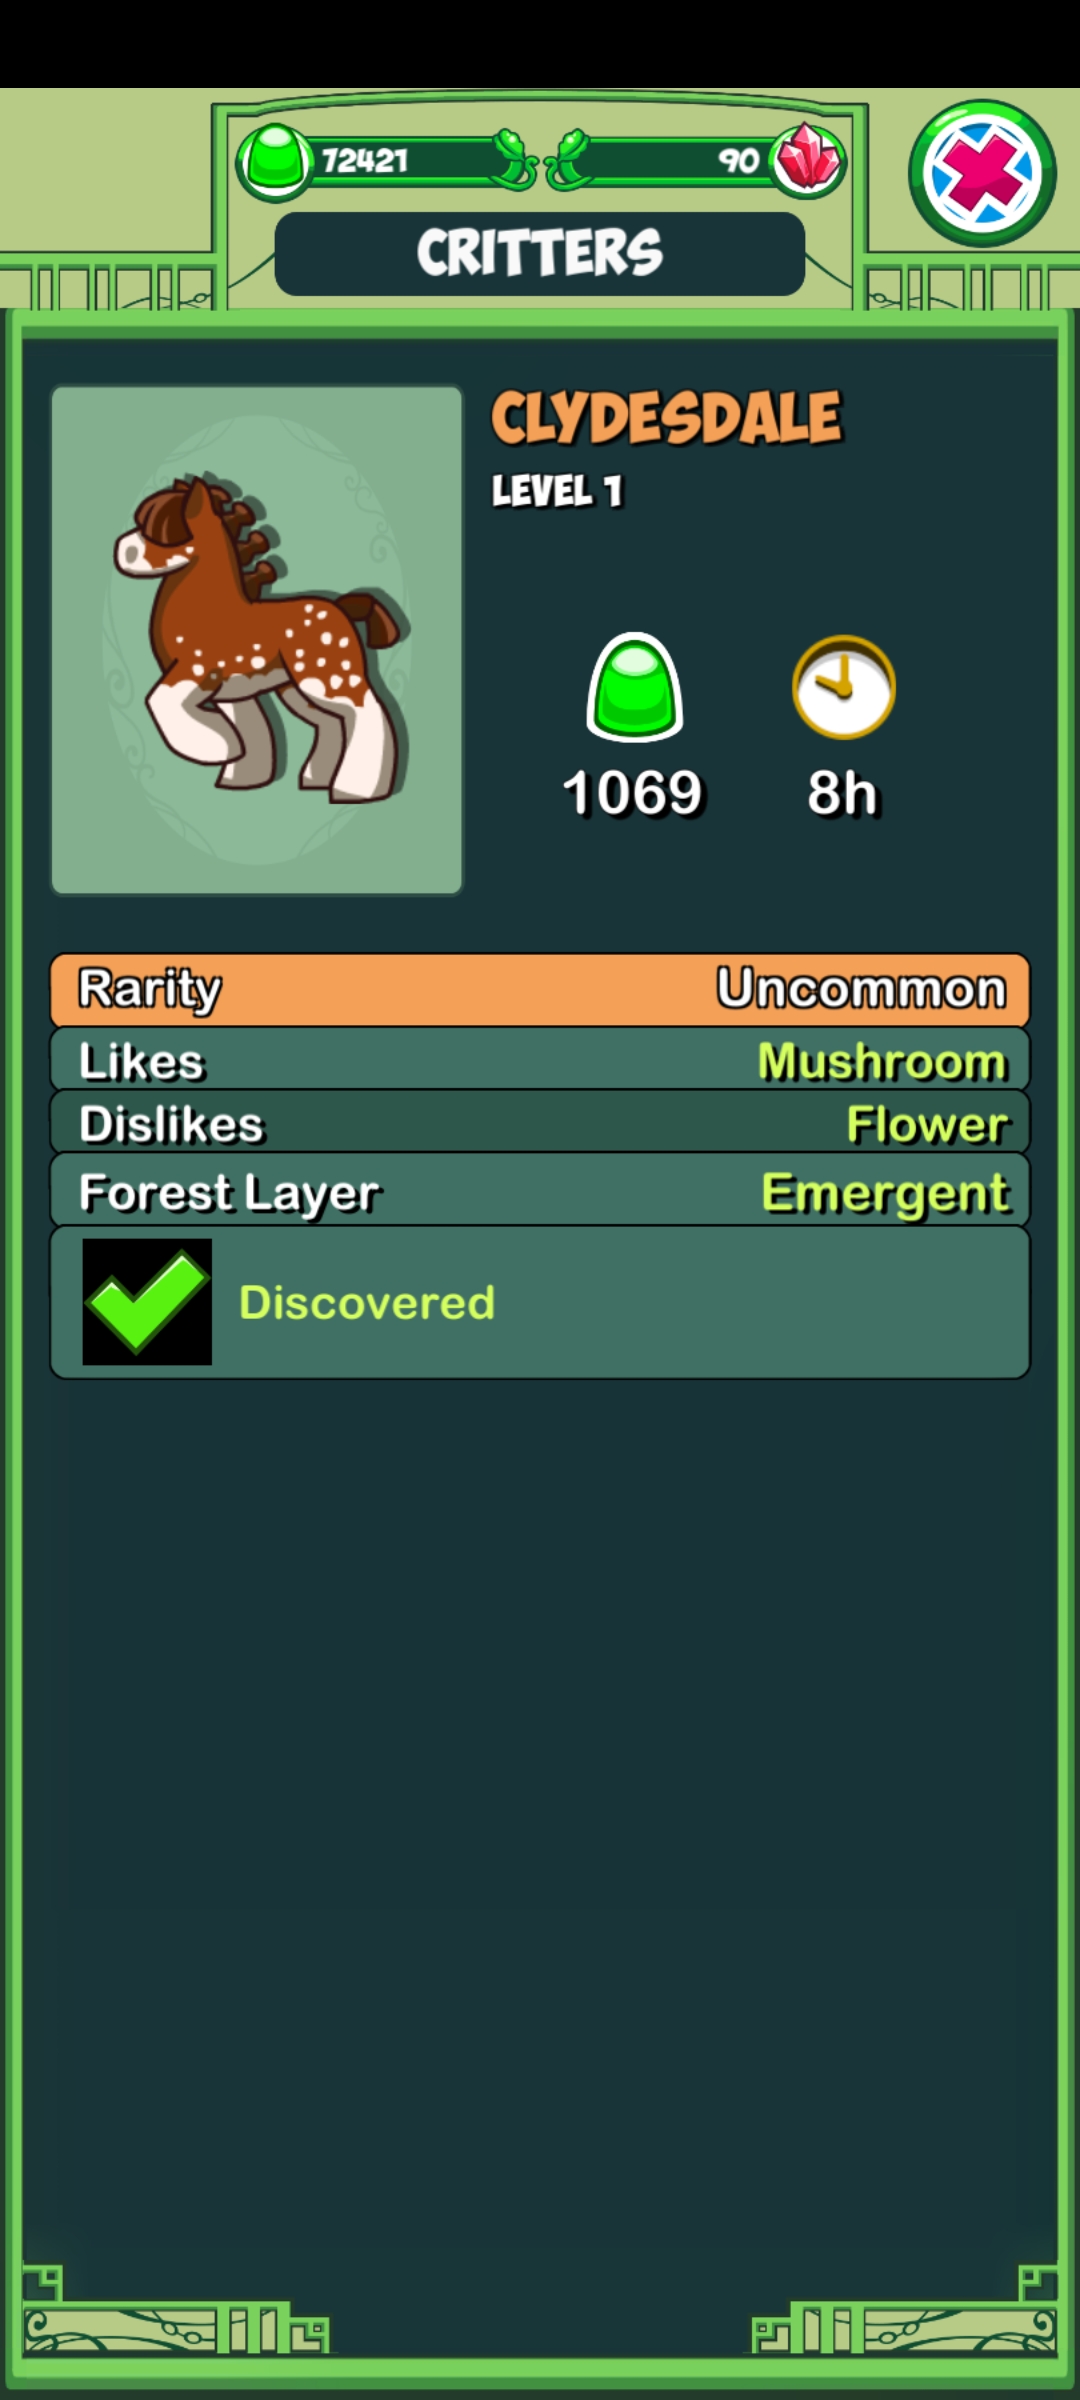 72421
90
CRITTERS
CLYDESDALE
LEVEL 1
1069
8h
Rarity Uncommon
Likes Mushroom
Dislikes Flower
Forest Layer Emergent
Discovered